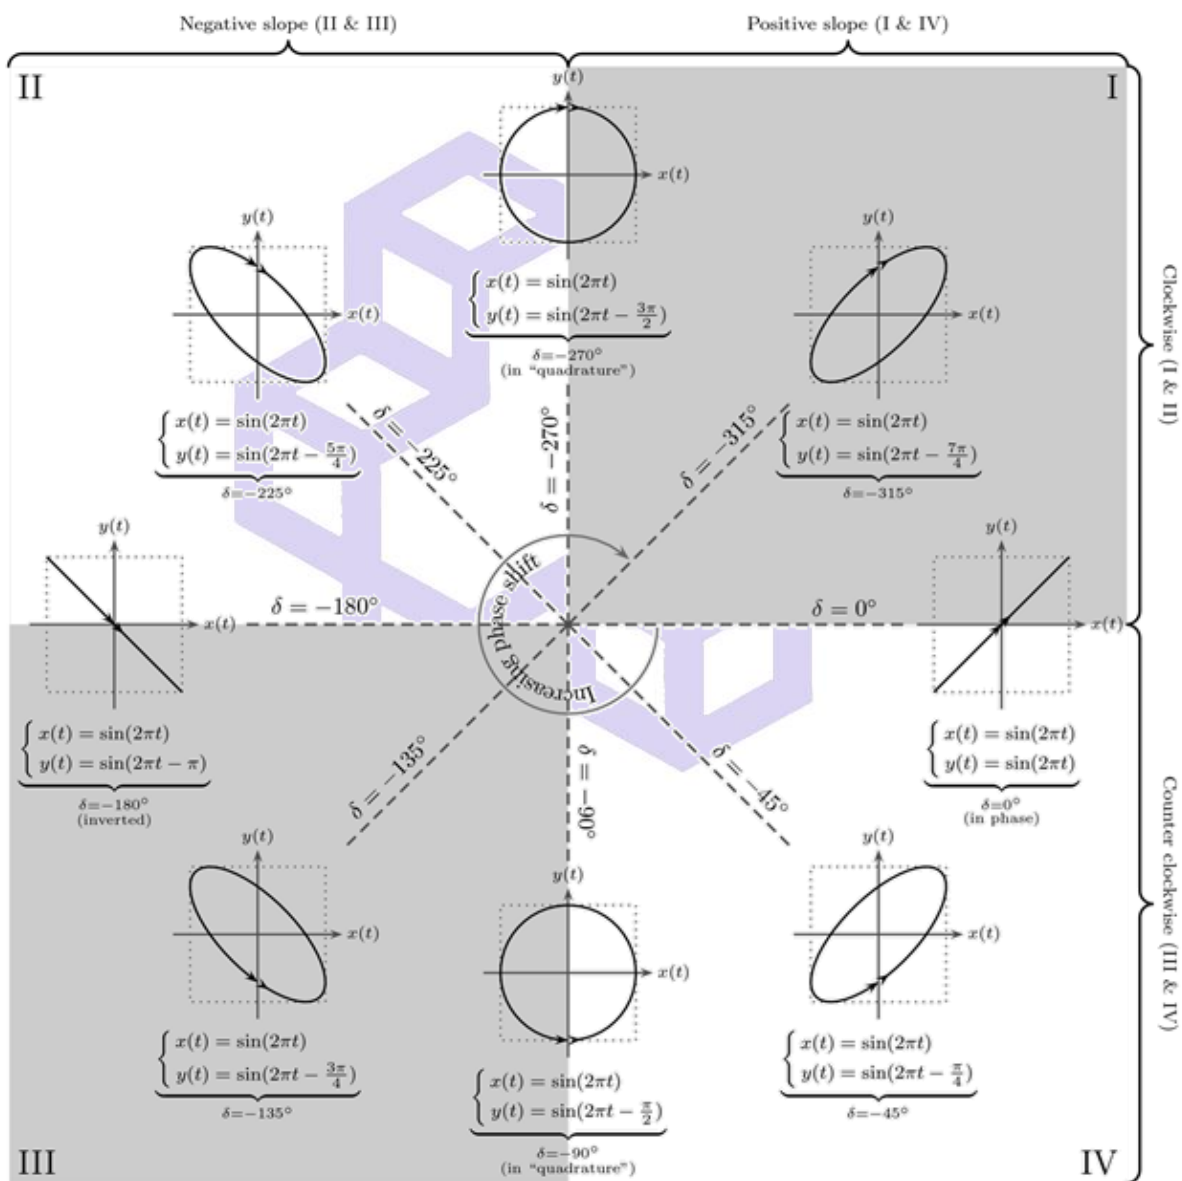 Negative slope (II & III)
Positive slope (I & IV)
II
I
y(t)
x(t)
x(t) = sin(2πt)
y(t) = sin(2πt − 3π/2)
δ=−270°
(in “quadrature”)
y(t)
x(t)
x(t) = sin(2πt)
y(t) = sin(2πt − 5π/4)
δ=−225°
y(t)
x(t)
x(t) = sin(2πt)
y(t) = sin(2πt − 7π/4)
δ=−315°
Clockwise (I & II)
δ = −225°
δ = −270°
δ = −315°
y(t)
x(t)
x(t) = sin(2πt)
y(t) = sin(2πt − π)
δ=−180°
(inverted)
δ = −180°
Increasing phase shift
δ = 0°
y(t)
x(t)
x(t) = sin(2πt)
y(t) = sin(2πt)
δ=0°
(in phase)
δ = −135°
δ = −90°
δ = −45°
Counter clockwise (III & IV)
y(t)
x(t)
x(t) = sin(2πt)
y(t) = sin(2πt − 3π/4)
δ=−135°
y(t)
x(t)
x(t) = sin(2πt)
y(t) = sin(2πt − π/2)
δ=−90°
(in “quadrature”)
y(t)
x(t)
x(t) = sin(2πt)
y(t) = sin(2πt − π/4)
δ=−45°
III
IV